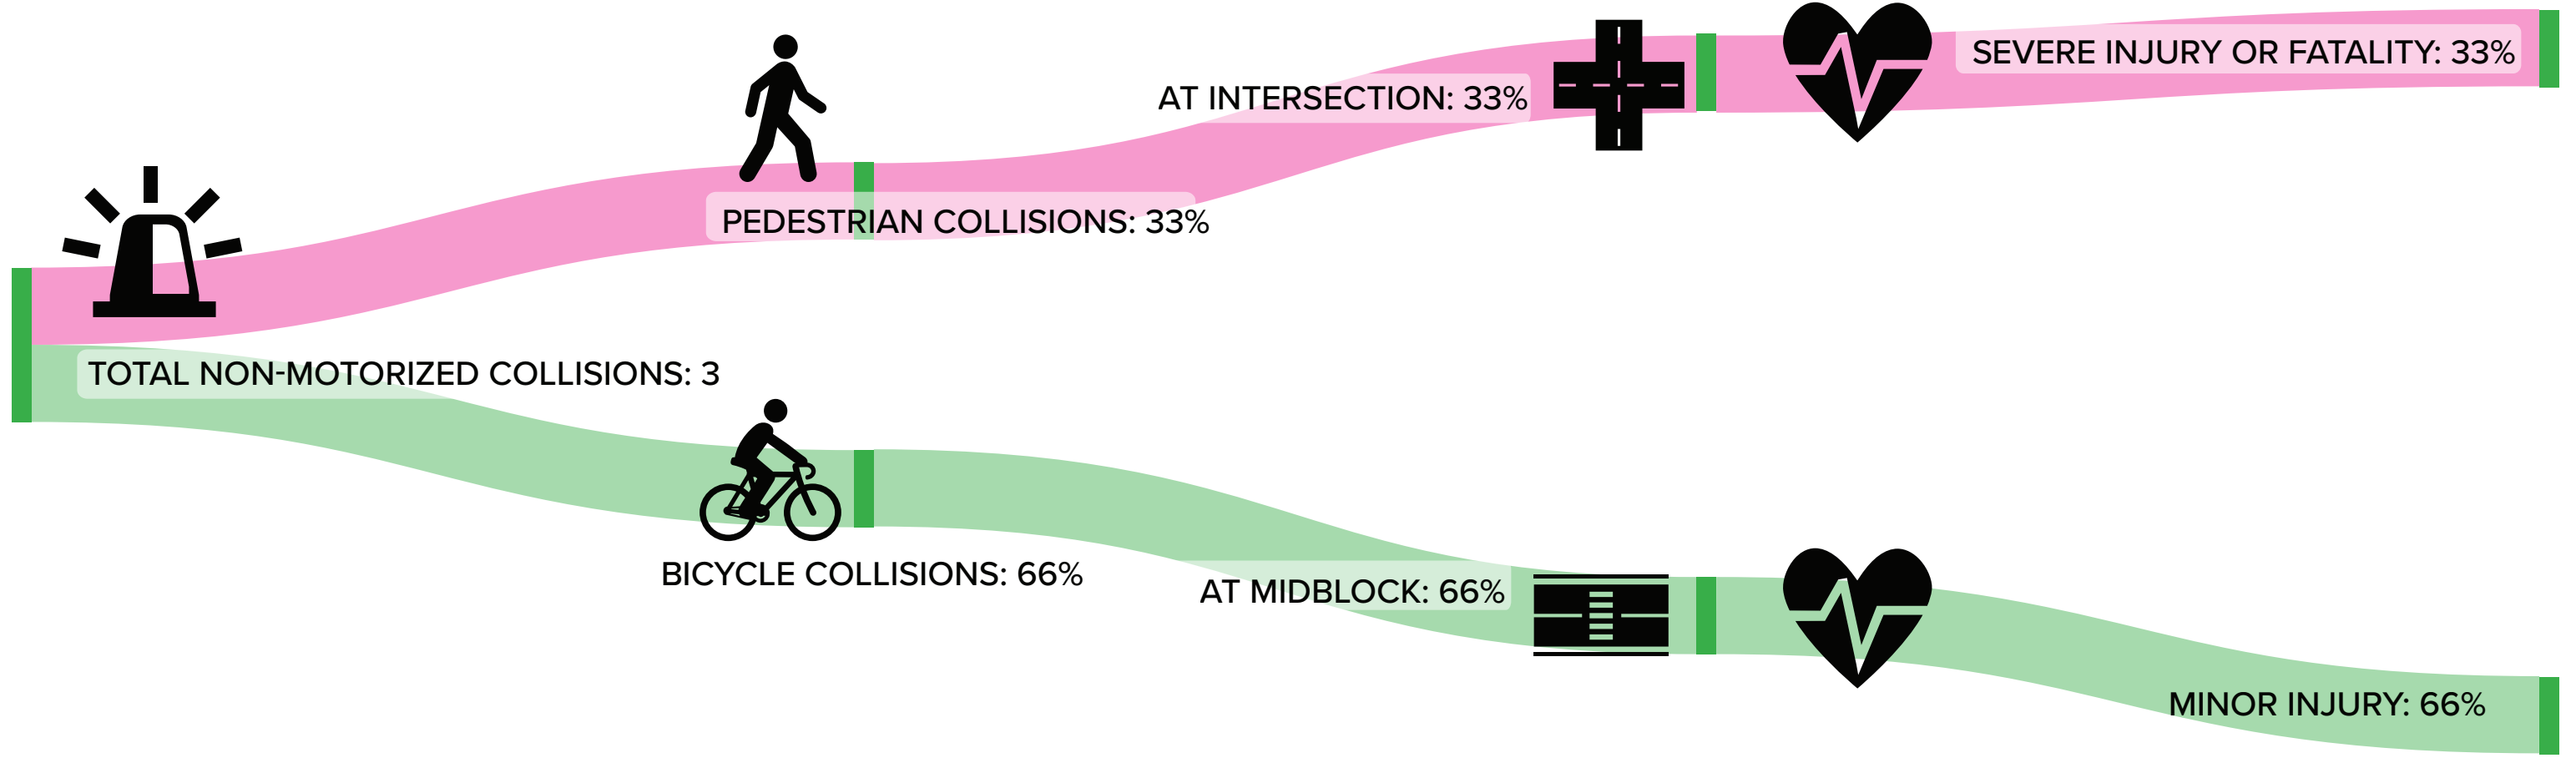 AT INTERSECTION: 33%
SEVERE INJURY OR FATALITY: 33%
PEDESTRIAN COLLISIONS: 33%
TOTAL NON-MOTORIZED COLLISIONS: 3
BICYCLE COLLISIONS: 66%
AT MIDBLOCK: 66%
MINOR INJURY: 66%